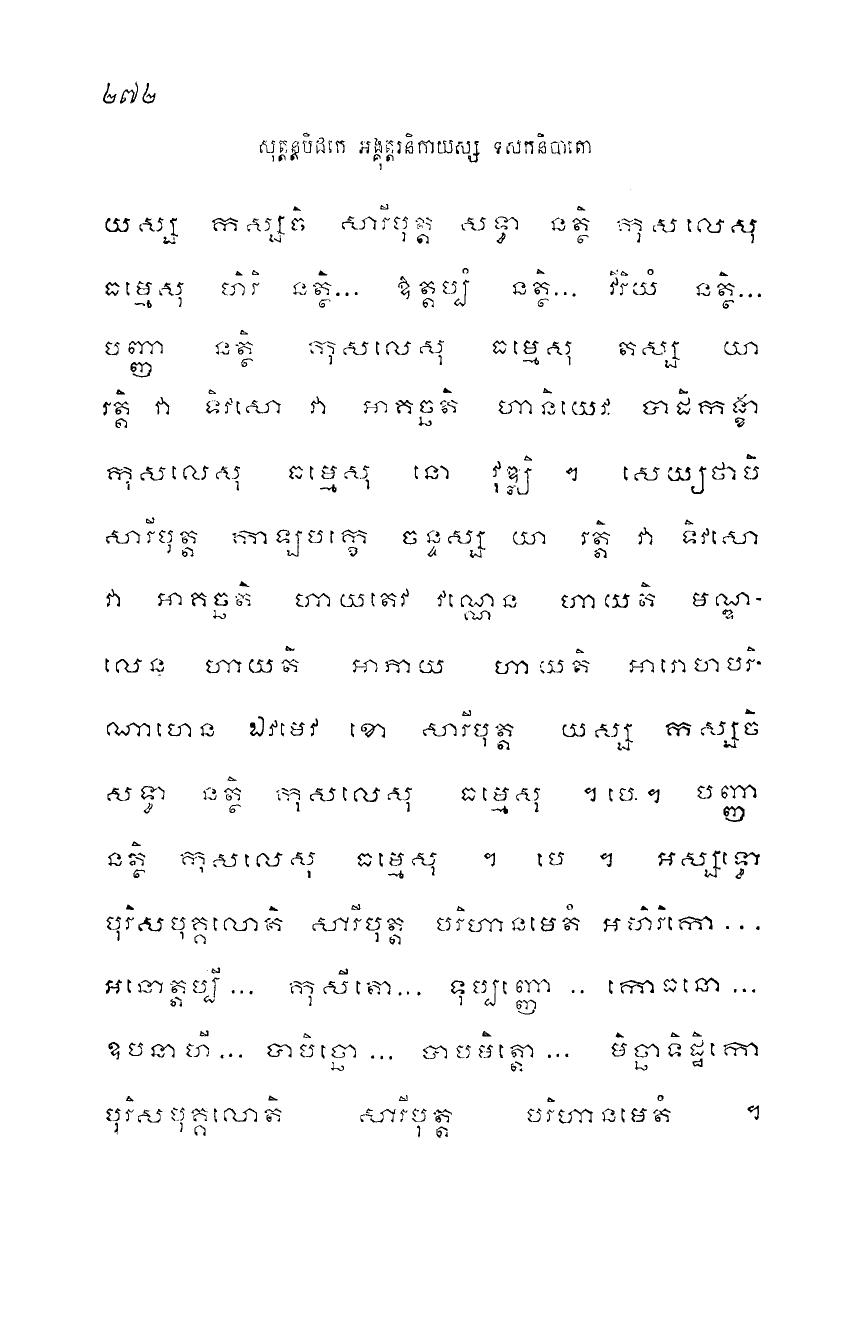 ២៧២
សុត្តន្តបិដកេ អង្គុត្តរនិកាយស្ស ទសកនិបាតោ
យស្ស កស្សចិ សារីបុត្ត សទ្ធា នត្ថិ កុសលេសុ
ធម្មេសុ ហិរិ នត្ថិ... ឱត្តប្បំ នត្ថិ... វីរិយំ នត្ថិ...
បញ្ញា នត្ថិ កុសលេសុ ធម្មេសុ តស្ស យា
រត្តិ វា ទិវសោ វា អាគច្ឆតិ ហានិយេវ បាដិកង្ខា
កុសលេសុ ធម្មេសុ នោ វុឌ្ឍិ ។ សេយ្យថាបិ
សារីបុត្ត កាឡបក្ខេ ចន្ទស្ស យា រត្តិ វា ទិវសោ
វា អាគច្ឆតិ ហាយតេវ វណ្ណេន ហាយតិ មណ្ឌ-
លេន ហាយតិ អាភាយ ហាយតិ អារោហបរិ-
ណាហេន ឯវមេវ ខោ សារីបុត្ត យស្ស កស្សចិ
សទ្ធា នត្ថិ កុសលេសុ ធម្មេសុ ។បេ.។ បញ្ញា
នត្ថិ កុសលេសុ ធម្មេសុ ។ បេ ។ អស្សទ្ធោ
បុរិសបុគ្គលោតិ សារីបុត្ត បរិហានមេតំ អហិរិកោ...
អនោត្តប្បី... កុសីតោ... ទុប្បញ្ញោ .. កោធនោ...
ឧបនាហី... បាបិច្ឆោ... បាបមិត្តោ... មិច្ឆាទិដ្ឋិកោ
បុរិសបុគ្គលោតិ សារីបុត្ត បរិហានមេតំ ។